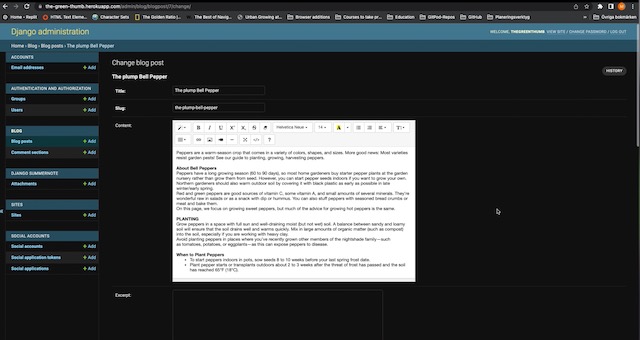 the-green-thumb.herokuapp.com/admin/blog/blogpost/7/change/
Home - Replit
HTML Text Eleme...
Character Sets
The Golden Ratio |...
The Best of Navig...
Urban Growing at...
Browser additions
Courses to take pr...
Education
GitPod-Repos
GitHub
Planeringsverktyg
Övriga bokmärken
Django administration
WELCOME, THEGREENTHUMB. VIEW SITE / CHANGE PASSWORD / LOG OUT
Home › Blog › Blog posts › The plump Bell Pepper
ACCOUNTS
Email addresses + Add
AUTHENTICATION AND AUTHORIZATION
Groups + Add
Users + Add
BLOG
Blog posts + Add
Comment sections + Add
DJANGO SUMMERNOTE
Attachments + Add
SITES
Sites + Add
SOCIAL ACCOUNTS
Social accounts + Add
Social application tokens + Add
Social applications + Add
Change blog post
The plump Bell Pepper
HISTORY
Title: The plump Bell Pepper
Slug: the-plump-bell-pepper
Content:
Helvetica Neue 14
Peppers are a warm-season crop that comes in a variety of colors, shapes, and sizes. More good news! Most varieties
resist garden pests! See our guide to planting, growing, harvesting peppers.
About Bell Peppers
Peppers have a long growing season (60 to 90 days), so most home gardeners buy starter pepper plants at the garden
nursery rather than grow them from seed. However, you can start pepper seeds indoors if you want to grow your own.
Northern gardeners should also warm outdoor soil by covering it with black plastic as early as possible in late
winter/early spring.
Red and green peppers are good sources of vitamin C, some vitamin A, and small amounts of several minerals. They're
wonderful raw in salads or as a snack with dip or hummus. You can also stuff peppers with seasoned bread crumbs or
meat and bake them.
On this page, we focus on growing sweet peppers, but much of the advice for growing hot peppers is the same.
PLANTING
Grow peppers in a space with full sun and well-draining moist (but not wet) soil. A balance between sandy and loamy
soil will ensure that the soil drains well and warms quickly. Mix in large amounts of organic matter (such as compost)
into the soil, especially if you are working with heavy clay.
Avoid planting peppers in places where you've recently grown other members of the nightshade family—such
as tomatoes, potatoes, or eggplants—as this can expose peppers to disease.
When to Plant Peppers
• To start peppers indoors in pots, sow seeds 8 to 10 weeks before your last spring frost date.
• Plant pepper starts or transplants outdoors about 2 to 3 weeks after the threat of frost has passed and the soil
has reached 65°F (18°C).
Excerpt: